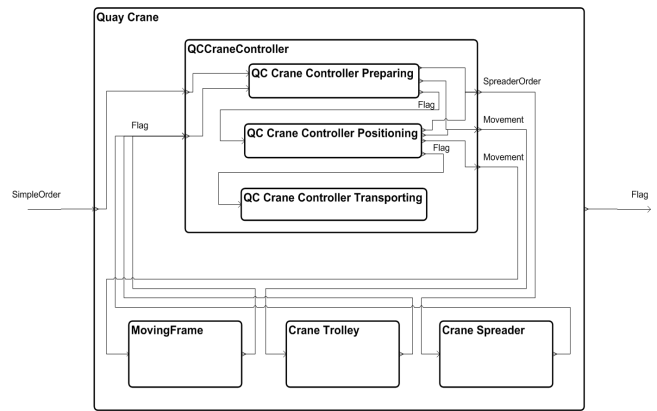 Quay Crane
QCCraneController
QC Crane Controller Preparing
SpreaderOrder
Flag
Movement
Flag
QC Crane Controller Positioning
Flag
Movement
SimpleOrder
QC Crane Controller Transporting
Flag
MovingFrame
Crane Trolley
Crane Spreader